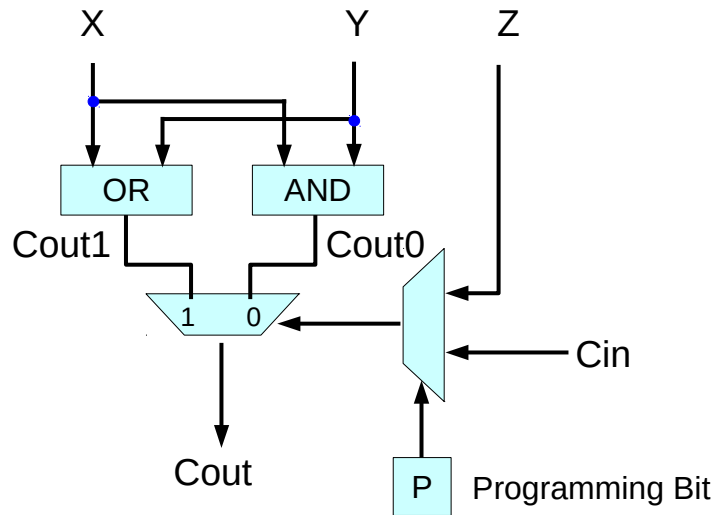 X Y Z
OR AND
Cout1 Cout0
1 0
Cin
Cout
P Programming Bit